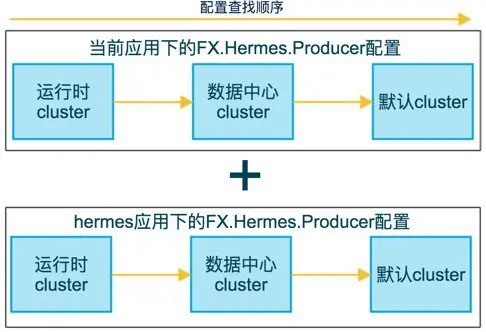 配置查找顺序
当前应用下的FX.Hermes.Producer配置
运行时
cluster
数据中心
cluster
默认cluster
+
hermes应用下的FX.Hermes.Producer配置
运行时
cluster
数据中心
cluster
默认cluster